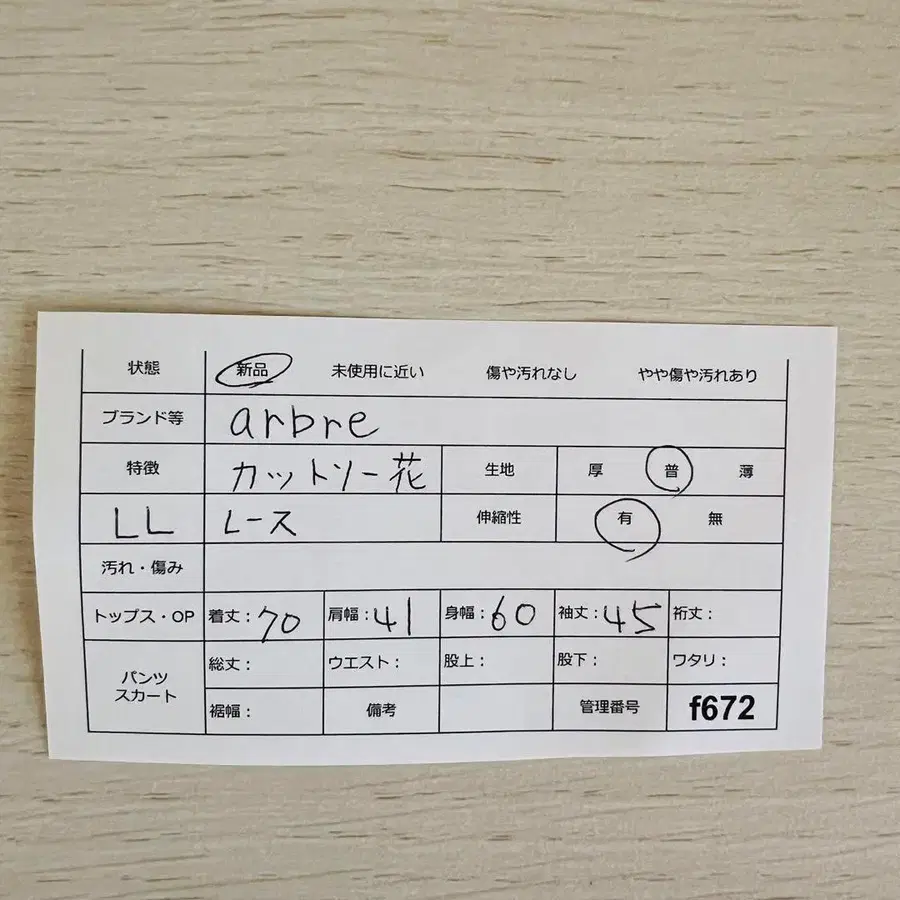 状態 新品 未使用に近い 傷や汚れなし やや傷や汚れあり
ブランド等 arbre
特徴 カットソー花 生地 厚 普 薄
LL レース 伸縮性 有 無
汚れ・傷み
トップス・OP 着丈:70 肩幅:41 身幅:60 袖丈:45 裄丈:
パンツ
スカート
総丈: ウエスト: 股上: 股下: ワタリ:
裾幅: 備考 管理番号 f672